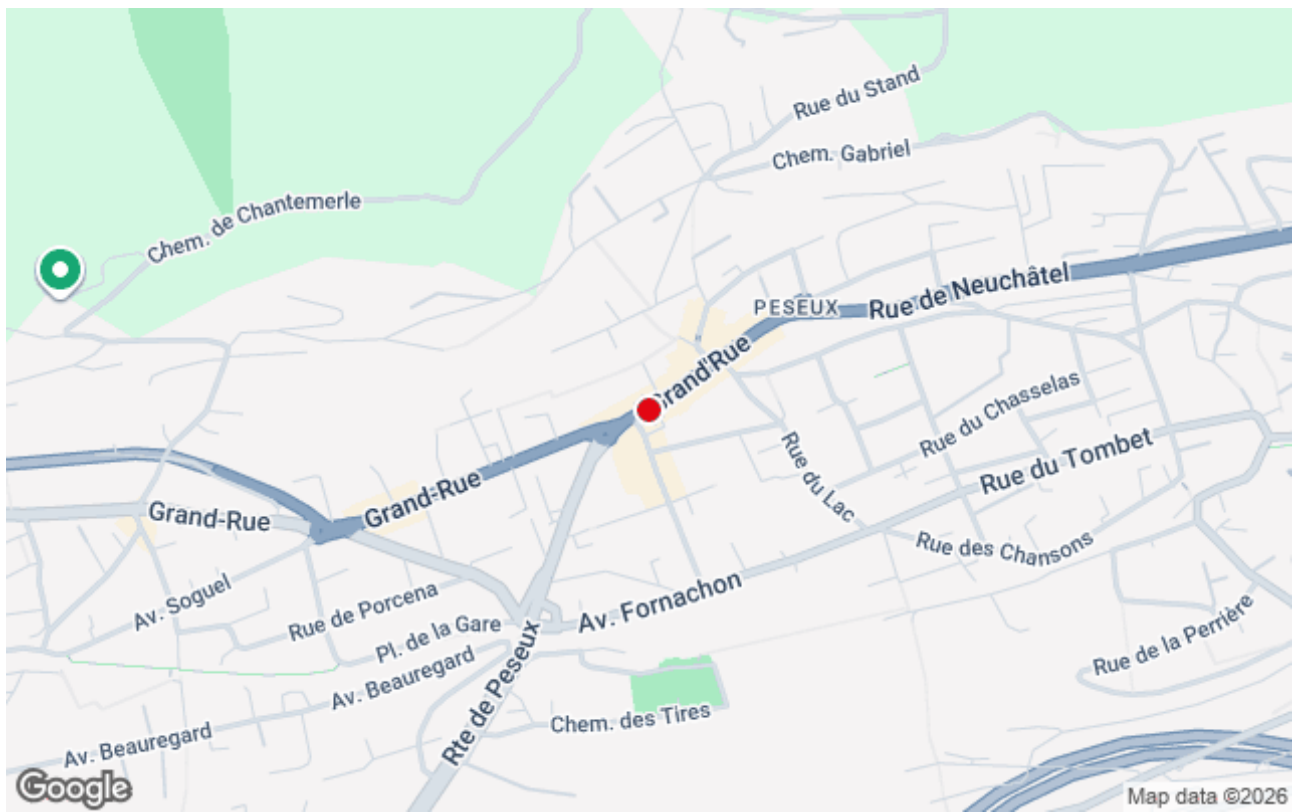 Rue du Stand
Chem. Gabriel
Chem. de Chantemerle
Rue de Neuchâtel
PESEUX
Grand'Rue
Rue du Chasselas
Rue du Tombet
Rue du Lac
Grand-Rue
Grand-Rue
Rue des Chansons
Av. Soguel
Rue de Porcena
Av. Fornachon
Pl. de la Gare
Rue de la Perrière
Av. Beauregard
Rte de Peseux
Chem. des Tires
Av. Beauregard
Google
Map data ©2026